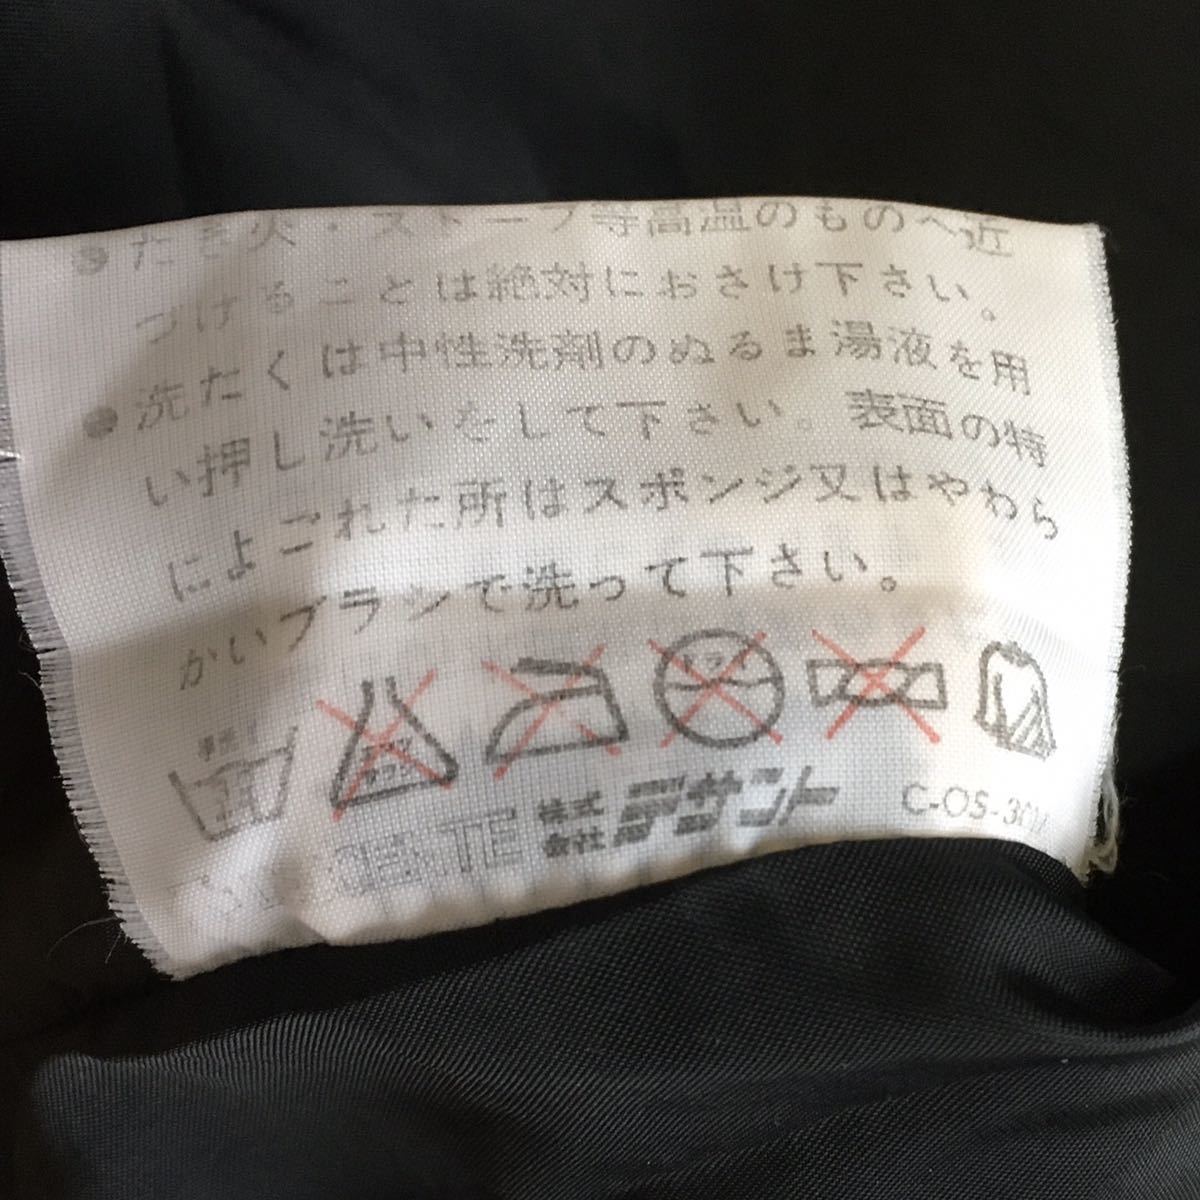 ●たき火・ストーブ等高温のものへ近
づけることは絶対におさけ下さい。
●洗たくは中性洗剤のぬるま湯液を用
い押し洗いをして下さい。表面の特
によごれた所はスポンジ又はやわら
かいブラシで洗って下さい。
ドライ
株式
会社
デサント
C-OS-30